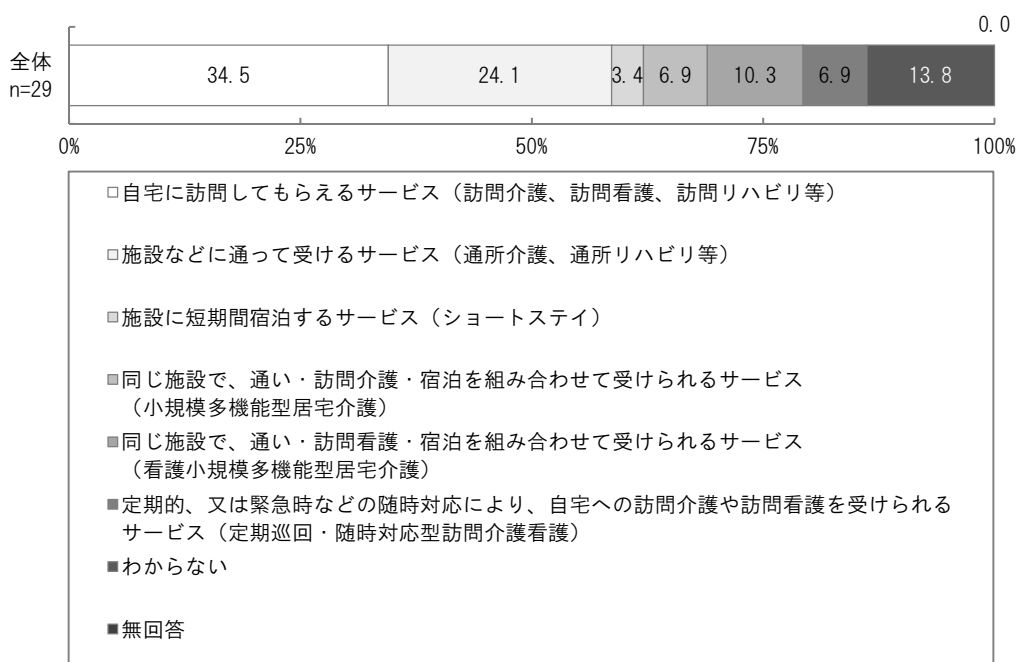 0.0
全体
n=29
34.5 24.1 3.4 6.9 10.3 6.9 13.8
0% 25% 50% 75% 100%
自宅に訪問してもらえるサービス（訪問介護、訪問看護、訪問リハビリ等）
施設などに通って受けるサービス（通所介護、通所リハビリ等）
施設に短期間宿泊するサービス（ショートステイ）
同じ施設で、通い・訪問介護・宿泊を組み合わせて受けられるサービス
（小規模多機能型居宅介護）
同じ施設で、通い・訪問看護・宿泊を組み合わせて受けられるサービス
（看護小規模多機能型居宅介護）
定期的、又は緊急時などの随時対応により、自宅への訪問介護や訪問看護を受けられる
サービス（定期巡回・随時対応型訪問介護看護）
わからない
無回答